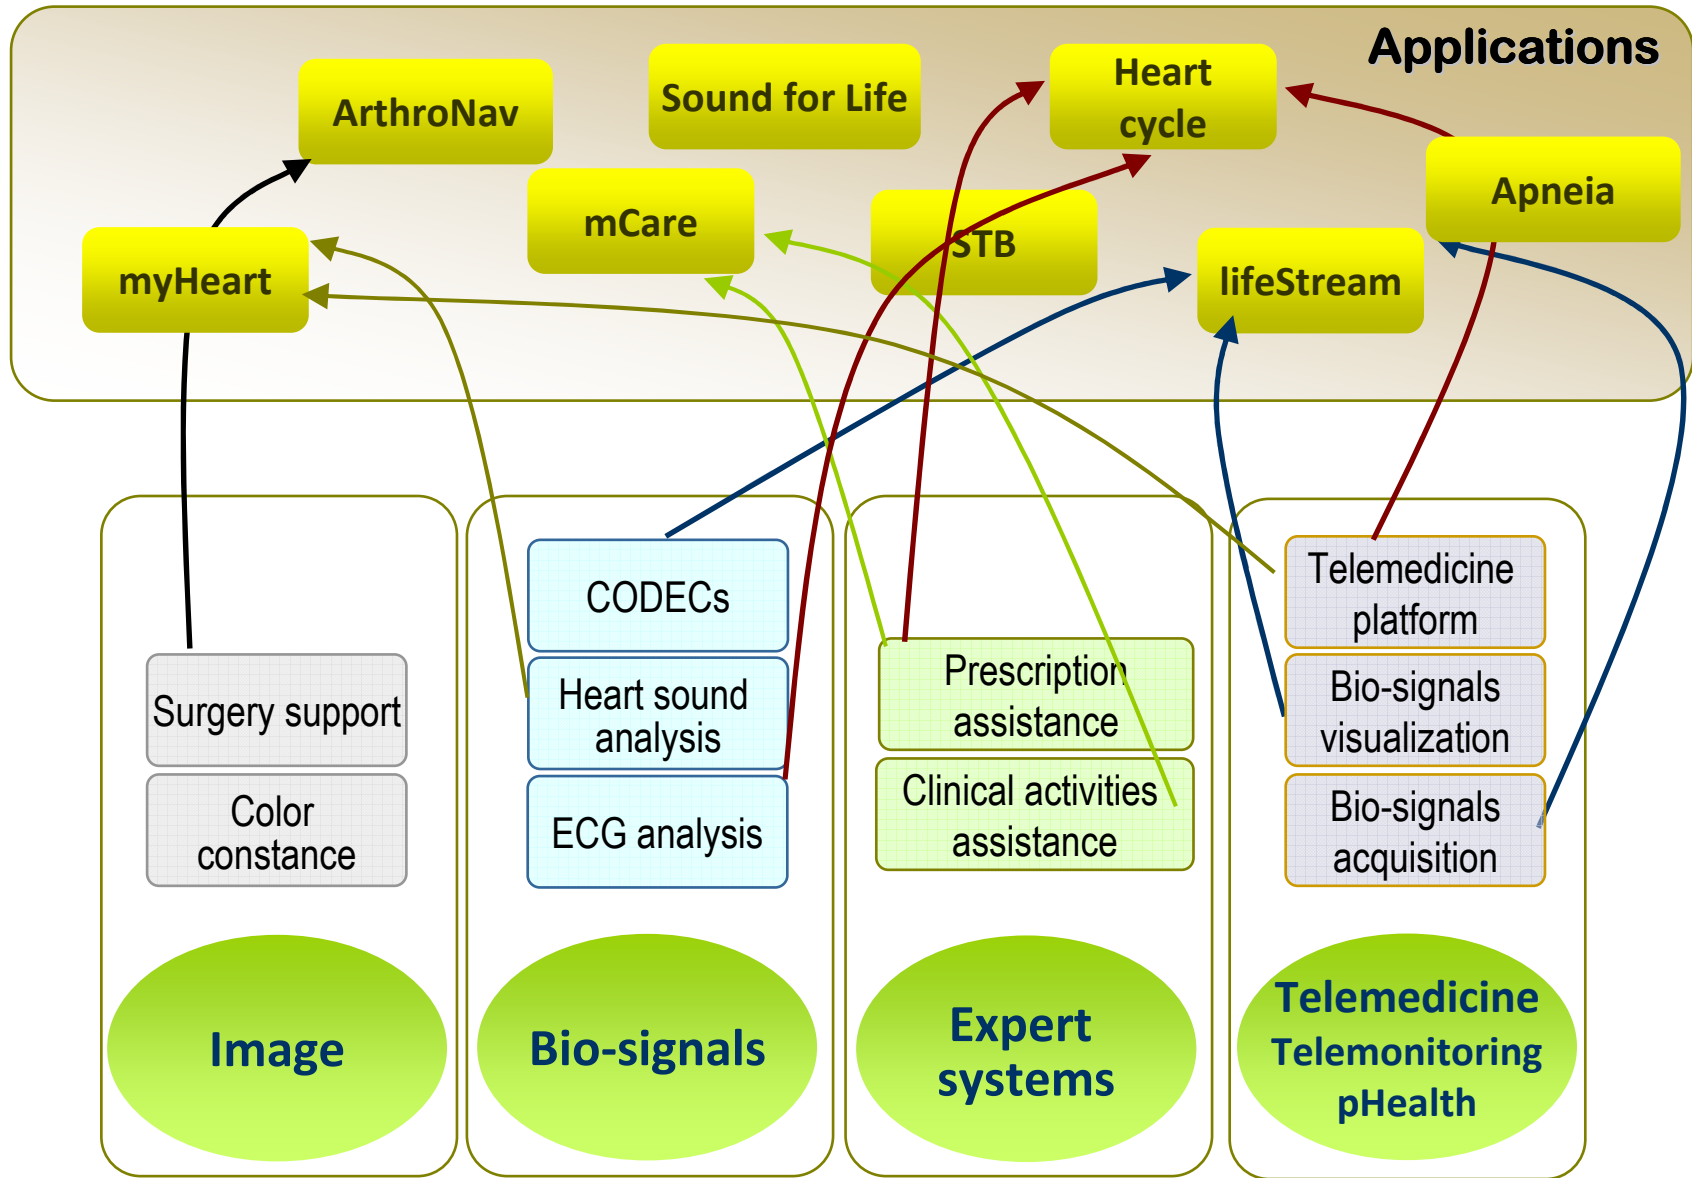 Applications
ArthroNav
Sound for Life
Heart
cycle
mCare
STB
Apneia
myHeart
lifeStream
Surgery support
Color
constance
Image
CODECs
Heart sound
analysis
ECG analysis
Bio-signals
Prescription
assistance
Clinical activities
assistance
Expert
systems
Telemedicine
platform
Bio-signals
visualization
Bio-signals
acquisition
Telemedicine
Telemonitoring
pHealth